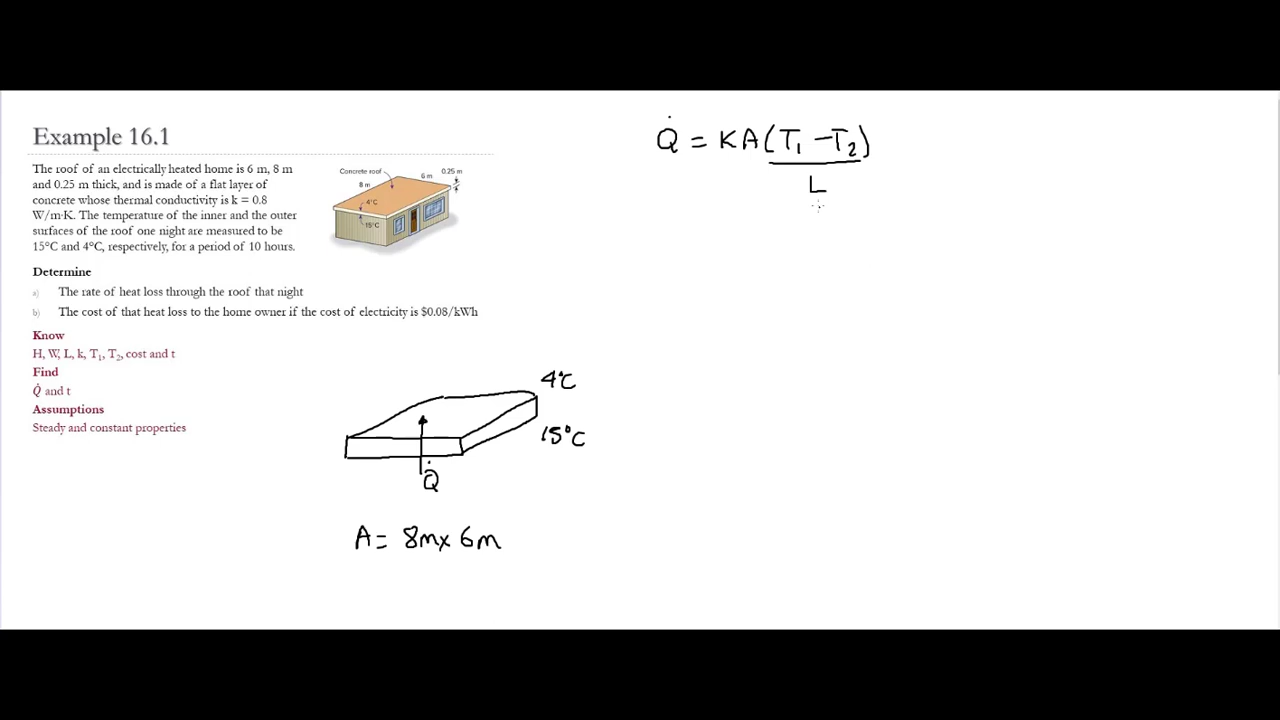 Example 16.1
The roof of an electrically heated home is 6 m, 8 m
and 0.25 m thick, and is made of a flat layer of
concrete whose thermal conductivity is k = 0.8
W/m·K. The temperature of the inner and the outer
surfaces of the roof one night are measured to be
15°C and 4°C, respectively, for a period of 10 hours.
Concrete roof
6 m
0.25 m
8 m
4°C
15°C
Determine
a) The rate of heat loss through the roof that night
b) The cost of that heat loss to the home owner if the cost of electricity is $0.08/kWh
Know
H, W, L, k, T₁, T₂, cost and t
Find
Q̇ and t
Assumptions
Steady and constant properties
4°C
15°C
Q̇
A = 8m x 6m
Q̇ = KA(T₁ - T₂)
L